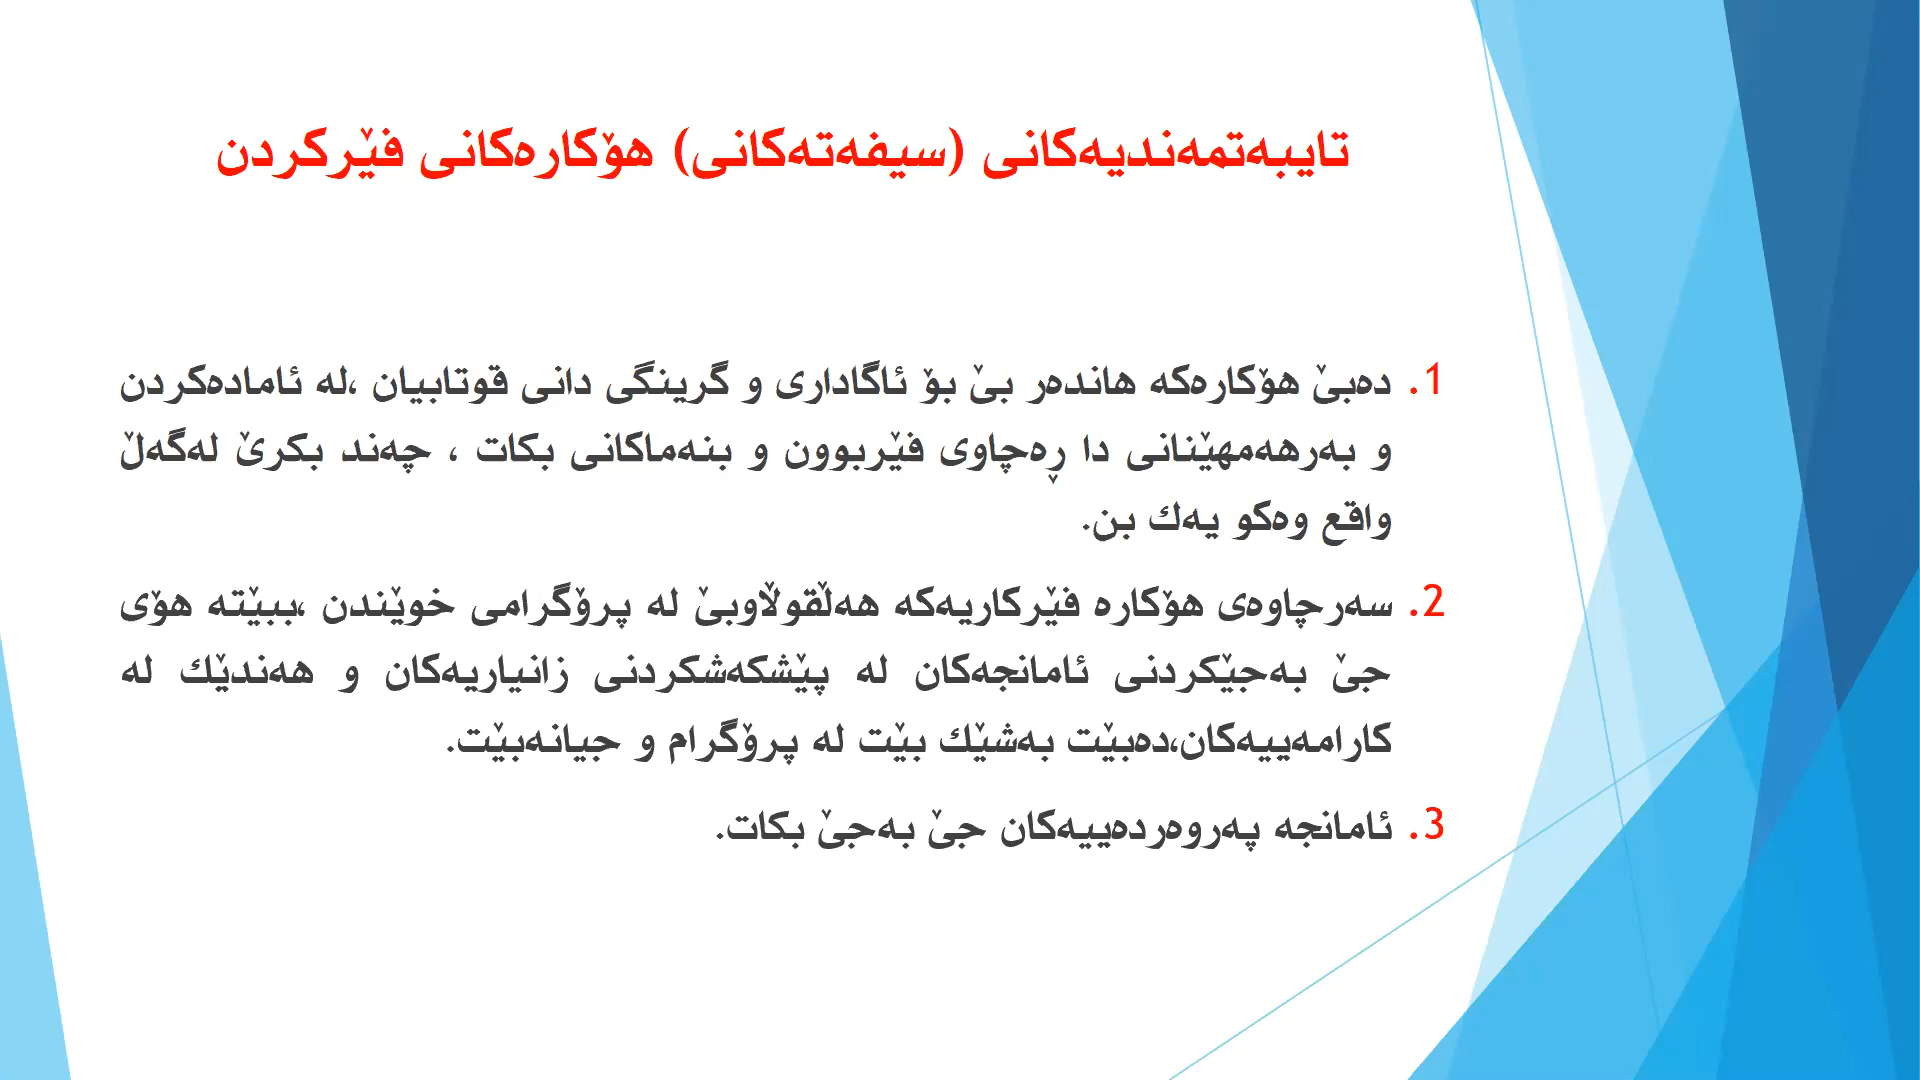 تایبەتمەندیەکانی (سیفەتەکانی) هۆکارەکانی فێرکردن
1. دەبێ هۆکارەکە هاندەر بێ بۆ ئاگاداری و گرینگی دانی قوتابیان ،لە ئامادەکردن
و بەرهەمهێنانی دا ڕەچاوی فێربوون و بنەماکانی بکات ، چەند بکرێ لەگەڵ
واقع وەکو یەك بن.
2. سەرچاوەی هۆکارە فێرکاریەکە هەڵقوڵاوبێ لە پرۆگرامی خوێندن ،ببێتە هۆی
جێ بەجێکردنی ئامانجەکان لە پێشکەشکردنی زانیاریەکان و هەندێك لە
کارامەییەکان،دەبێت بەشێك بێت لە پرۆگرام و جیانەبێت.
3. ئامانجە پەروەردەییەکان جێ بەجێ بکات.